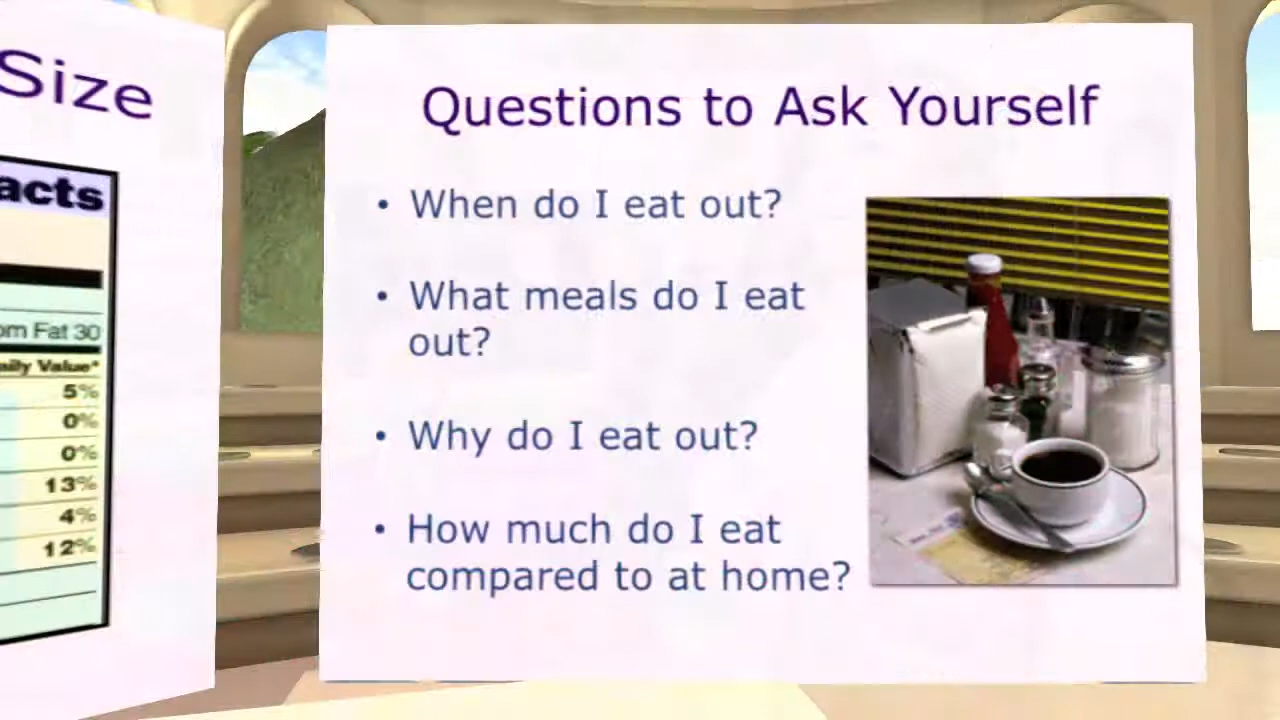 Size
acts
om Fat 30
aily Value*
5%
0%
0%
13%
4%
12%
Questions to Ask Yourself
• When do I eat out?
• What meals do I eat
out?
• Why do I eat out?
• How much do I eat
compared to at home?